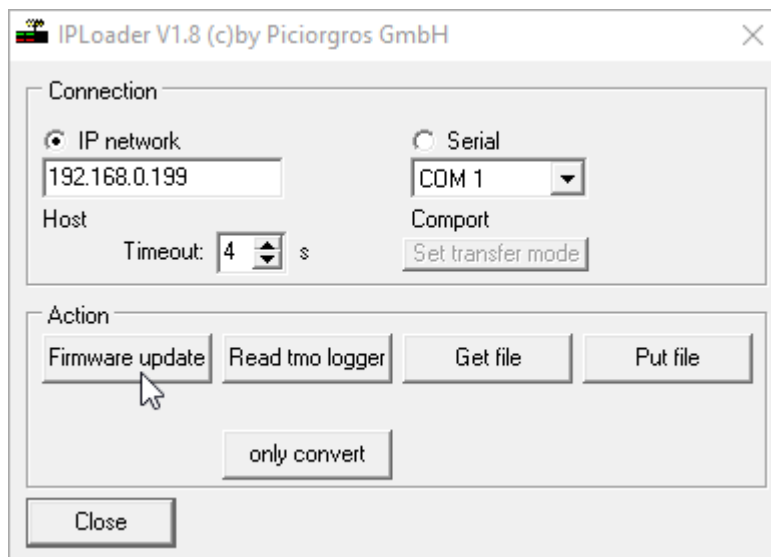 IPLoader V1.8 (c)by Piciorgros GmbH
Connection
IP network
Serial
192.168.0.199
COM 1
Host
Comport
Timeout: 4 s
Set transfer mode
Action
Firmware update
Read tmo logger
Get file
Put file
only convert
Close